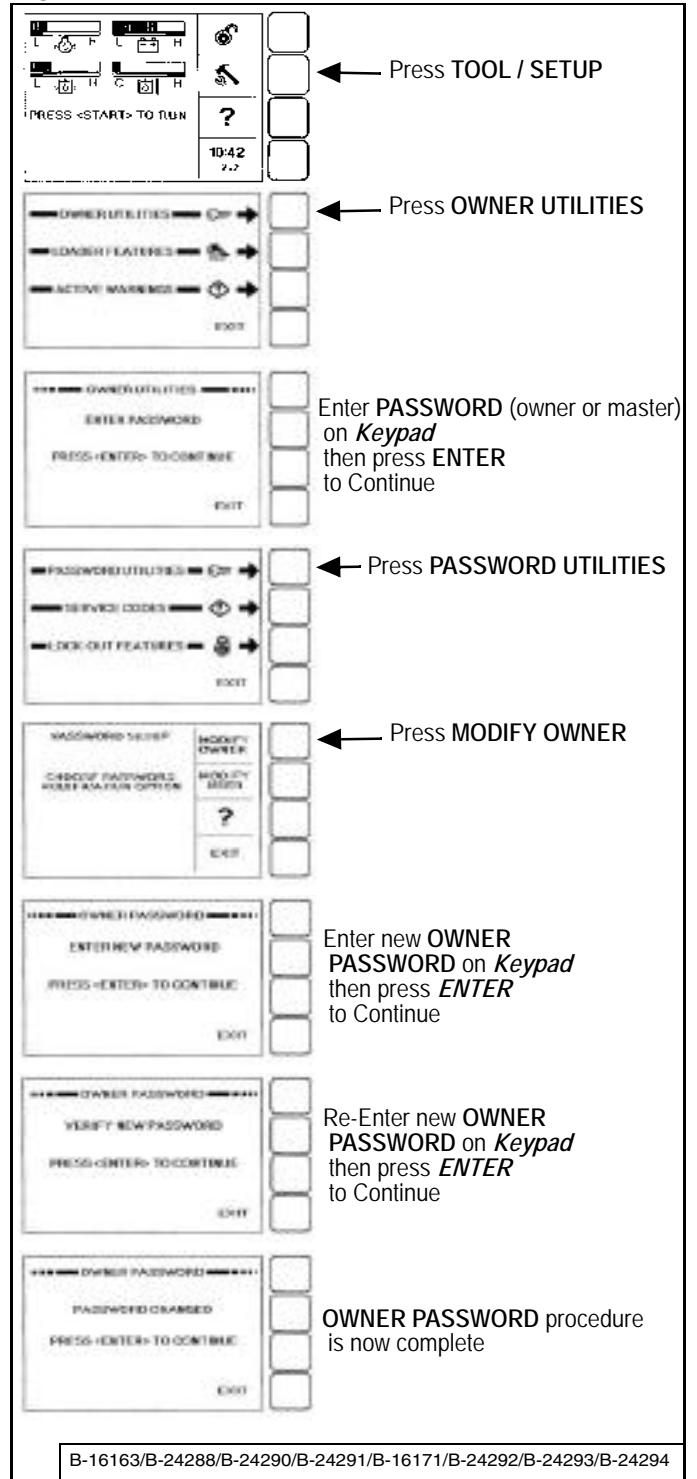 L H L H
L H C H
PRESS <START> TO RUN
?
10:42
Press TOOL / SETUP
OWNER UTILITIES
LOADER FEATURES
ACTIVE WARNINGS
EXIT
Press OWNER UTILITIES
OWNER UTILITIES
ENTER PASSWORD
PRESS <ENTER> TO CONTINUE
EXIT
Enter PASSWORD (owner or master)
on Keypad
then press ENTER
to Continue
PASSWORD UTILITIES
SERVICE CODES
LOCK OUT FEATURES
EXIT
Press PASSWORD UTILITIES
PASSWORD SETUP
CHOOSE PASSWORD
MODIFICATION OPTION
MODIFY
OWNER
MODIFY
USER
?
EXIT
Press MODIFY OWNER
OWNER PASSWORD
ENTER NEW PASSWORD
PRESS <ENTER> TO CONTINUE
EXIT
Enter new OWNER
PASSWORD on Keypad
then press ENTER
to Continue
OWNER PASSWORD
VERIFY NEW PASSWORD
PRESS <ENTER> TO CONTINUE
EXIT
Re-Enter new OWNER
PASSWORD on Keypad
then press ENTER
to Continue
OWNER PASSWORD
PASSWORD CHANGED
PRESS <ENTER> TO CONTINUE
EXIT
OWNER PASSWORD procedure
is now complete
B-16163/B-24288/B-24290/B-24291/B-16171/B-24292/B-24293/B-24294